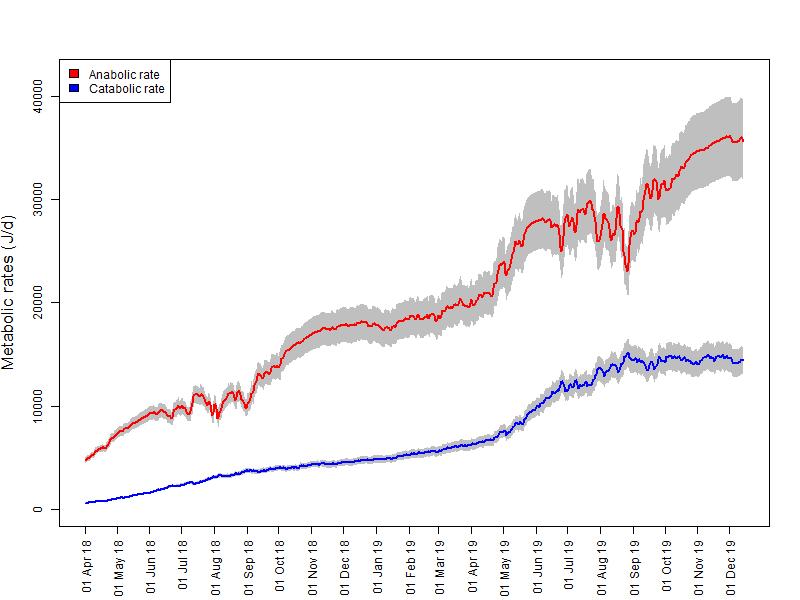 Anabolic rate
Catabolic rate
Metabolic rates (J/d)
40000
30000
20000
10000
0
01 Apr 18
01 May 18
01 Jun 18
01 Jul 18
01 Aug 18
01 Sep 18
01 Oct 18
01 Nov 18
01 Dec 18
01 Jan 19
01 Feb 19
01 Mar 19
01 Apr 19
01 May 19
01 Jun 19
01 Jul 19
01 Aug 19
01 Sep 19
01 Oct 19
01 Nov 19
01 Dec 19